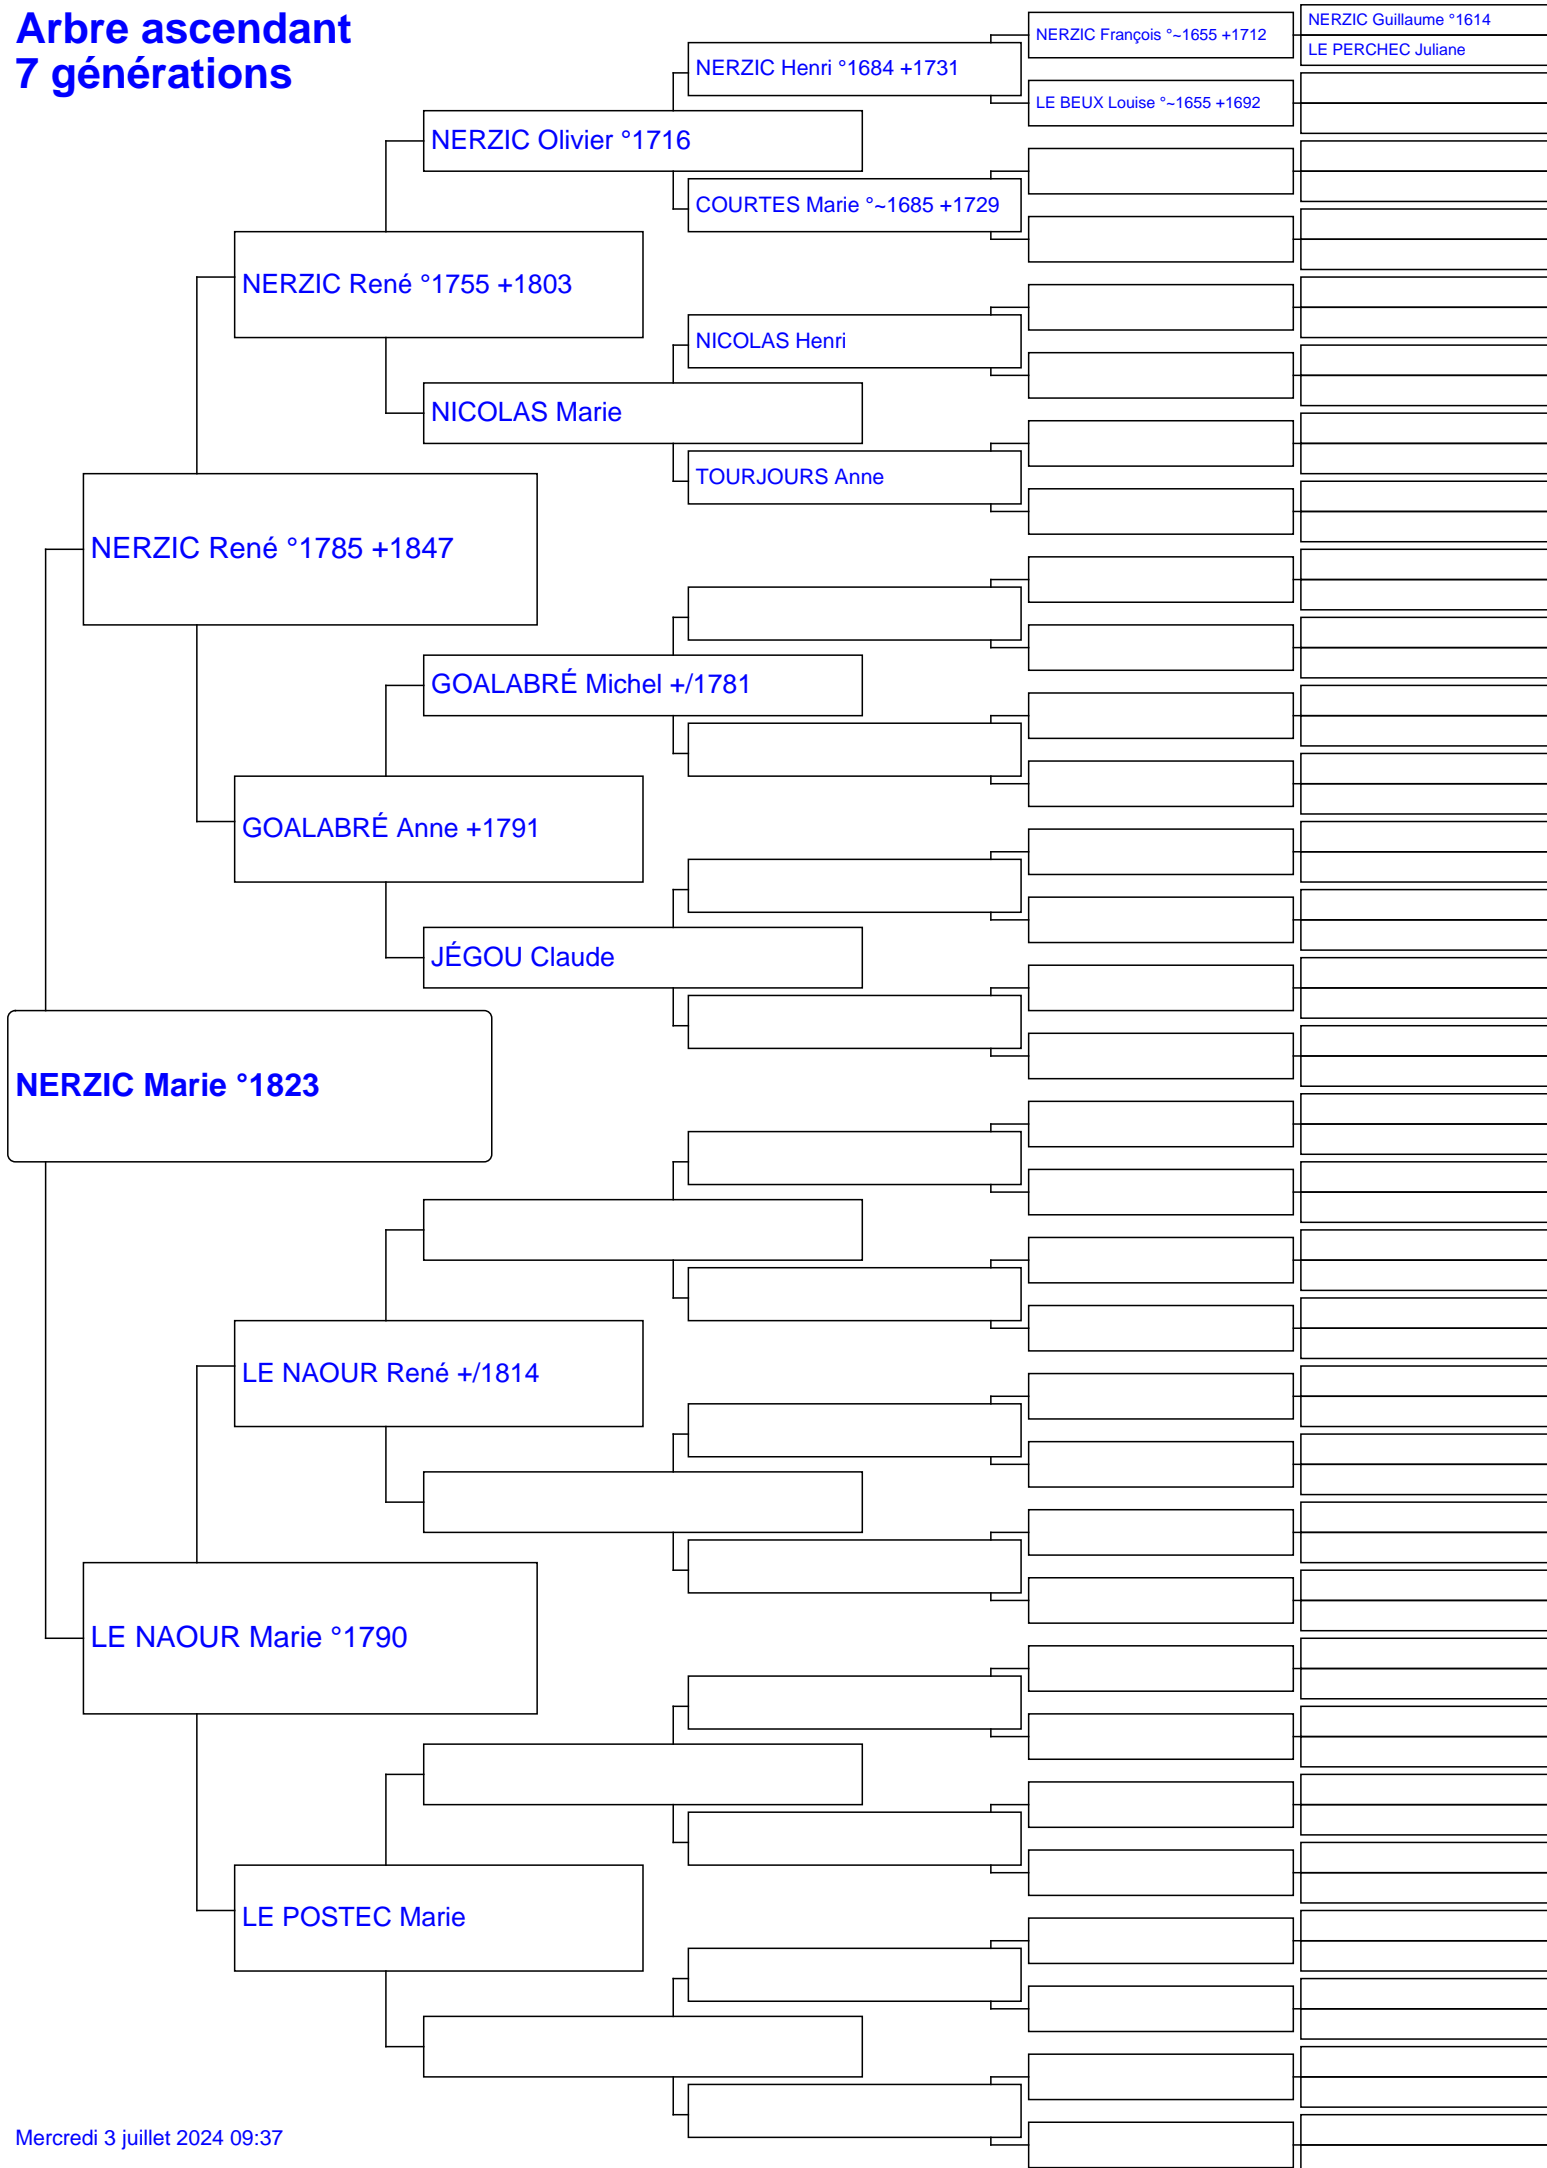 Arbre ascendant
7 générations
NERZIC Guillaume °1614
NERZIC François °~1655 +1712
LE PERCHEC Juliane
NERZIC Henri °1684 +1731
LE BEUX Louise °~1655 +1692
NERZIC Olivier °1716
COURTES Marie °~1685 +1729
NERZIC René °1755 +1803
NICOLAS Henri
NICOLAS Marie
TOURJOURS Anne
NERZIC René °1785 +1847
GOALABRÉ Michel +/1781
GOALABRÉ Anne +1791
JÉGOU Claude
NERZIC Marie °1823
LE NAOUR René +/1814
LE NAOUR Marie °1790
LE POSTEC Marie
Mercredi 3 juillet 2024 09:37